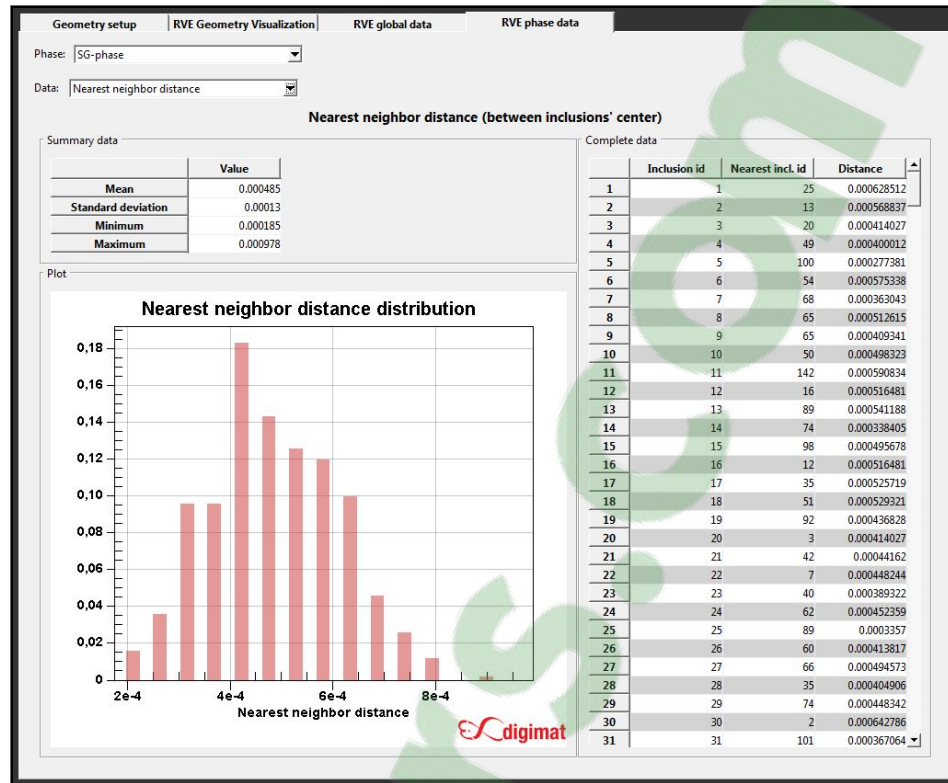 Geometry setup RVE Geometry Visualization RVE global data RVE phase data
Phase: SG-phase
Data: Nearest neighbor distance
Nearest neighbor distance (between inclusions' center)
Summary data
Value
Mean 0.000485
Standard deviation 0.00013
Minimum 0.000185
Maximum 0.000978
Plot
Nearest neighbor distance distribution
0,18
0,16
0,14
0,12
0,10
0,08
0,06
0,04
0,02
0
2e-4 4e-4 6e-4 8e-4
Nearest neighbor distance
digimat
Complete data
Inclusion id Nearest incl. id Distance
1 1 25 0.000628512
2 2 13 0.000568837
3 3 20 0.000414027
4 4 49 0.000400012
5 5 100 0.000277381
6 6 54 0.000575338
7 7 68 0.000363043
8 8 65 0.000512615
9 9 65 0.000409341
10 10 50 0.000498323
11 11 142 0.000590834
12 12 16 0.000516481
13 13 89 0.000541188
14 14 74 0.000338405
15 15 98 0.000495678
16 16 12 0.000516481
17 17 35 0.000525719
18 18 51 0.000529321
19 19 92 0.000436828
20 20 3 0.000414027
21 21 42 0.00044162
22 22 7 0.000448244
23 23 40 0.000389322
24 24 62 0.000452359
25 25 89 0.0003357
26 26 60 0.000413817
27 27 66 0.000494573
28 28 35 0.000404906
29 29 74 0.000448342
30 30 2 0.000642786
31 31 101 0.000367064
rs.com